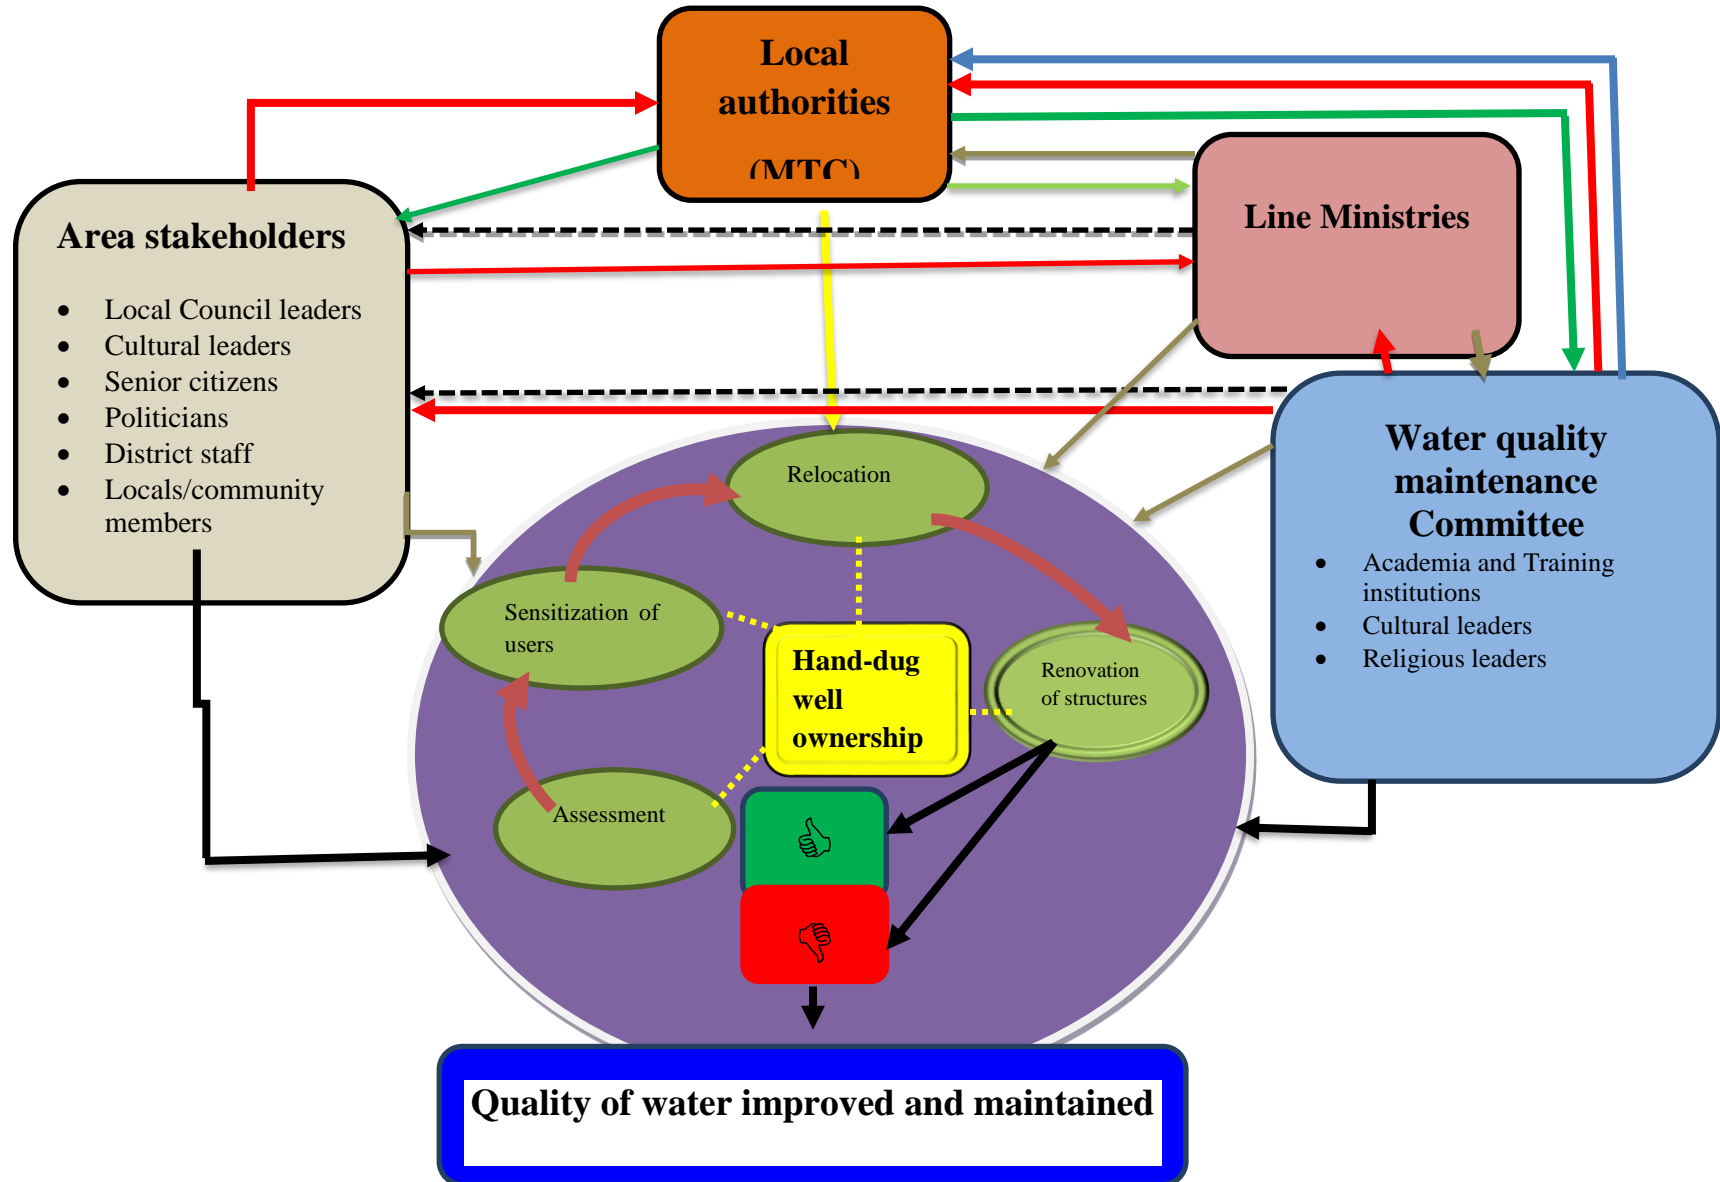 Local
authorities
(MTC)
Line Ministries
Area stakeholders
• Local Council leaders
• Cultural leaders
• Senior citizens
• Politicians
• District staff
• Locals/community
members
Water quality
maintenance
Committee
• Academia and Training
institutions
• Cultural leaders
• Religious leaders
Relocation
Sensitization of
users
Hand-dug
well
ownership
Renovation
of structures
Assessment
Quality of water improved and maintained